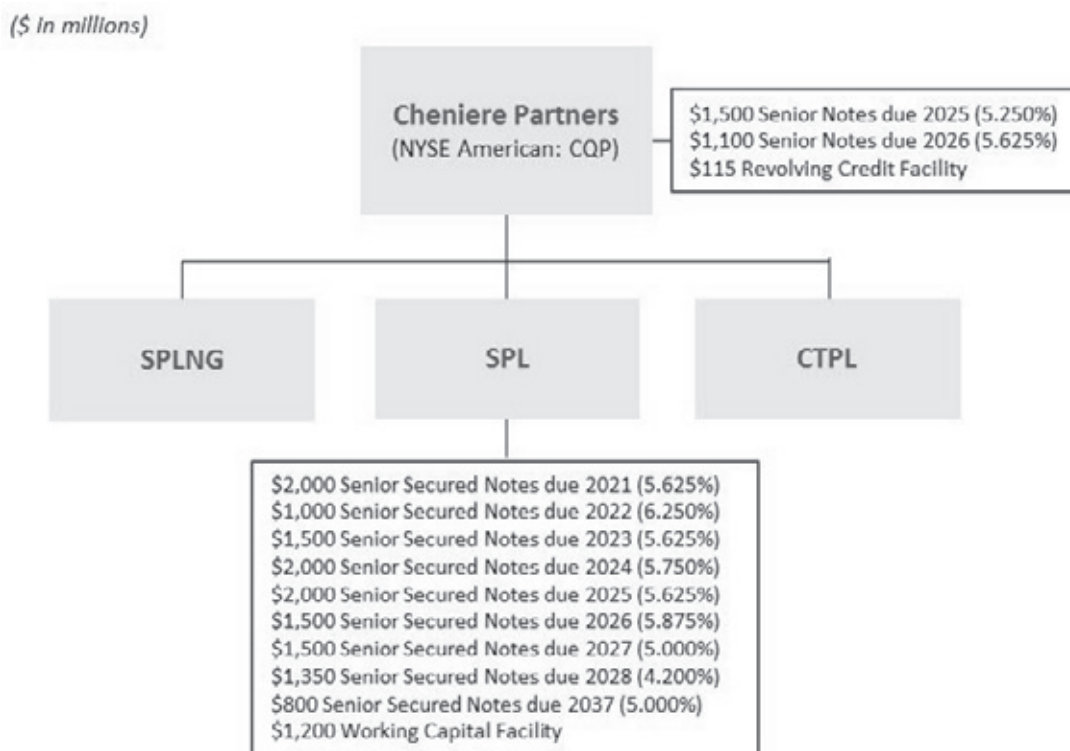 ($ in millions)
Cheniere Partners
(NYSE American: CQP)
$1,500 Senior Notes due 2025 (5.250%)
$1,100 Senior Notes due 2026 (5.625%)
$115 Revolving Credit Facility
SPLNG
SPL
CTPL
$2,000 Senior Secured Notes due 2021 (5.625%)
$1,000 Senior Secured Notes due 2022 (6.250%)
$1,500 Senior Secured Notes due 2023 (5.625%)
$2,000 Senior Secured Notes due 2024 (5.750%)
$2,000 Senior Secured Notes due 2025 (5.625%)
$1,500 Senior Secured Notes due 2026 (5.875%)
$1,500 Senior Secured Notes due 2027 (5.000%)
$1,350 Senior Secured Notes due 2028 (4.200%)
$800 Senior Secured Notes due 2037 (5.000%)
$1,200 Working Capital Facility